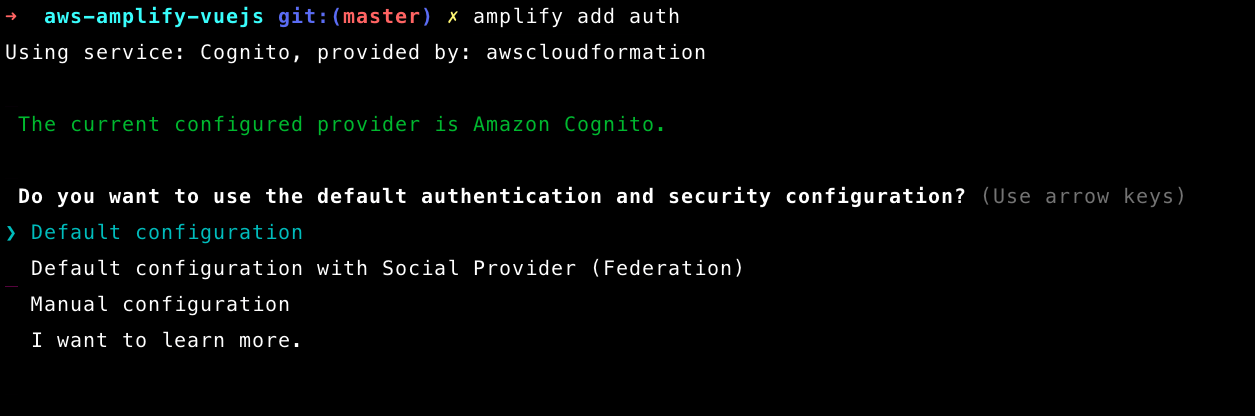 ➜  aws-amplify-vuejs git:(master) ✗ amplify add auth
Using service: Cognito, provided by: awscloudformation
The current configured provider is Amazon Cognito.
Do you want to use the default authentication and security configuration? (Use arrow keys)
❯ Default configuration
Default configuration with Social Provider (Federation)
Manual configuration
I want to learn more.